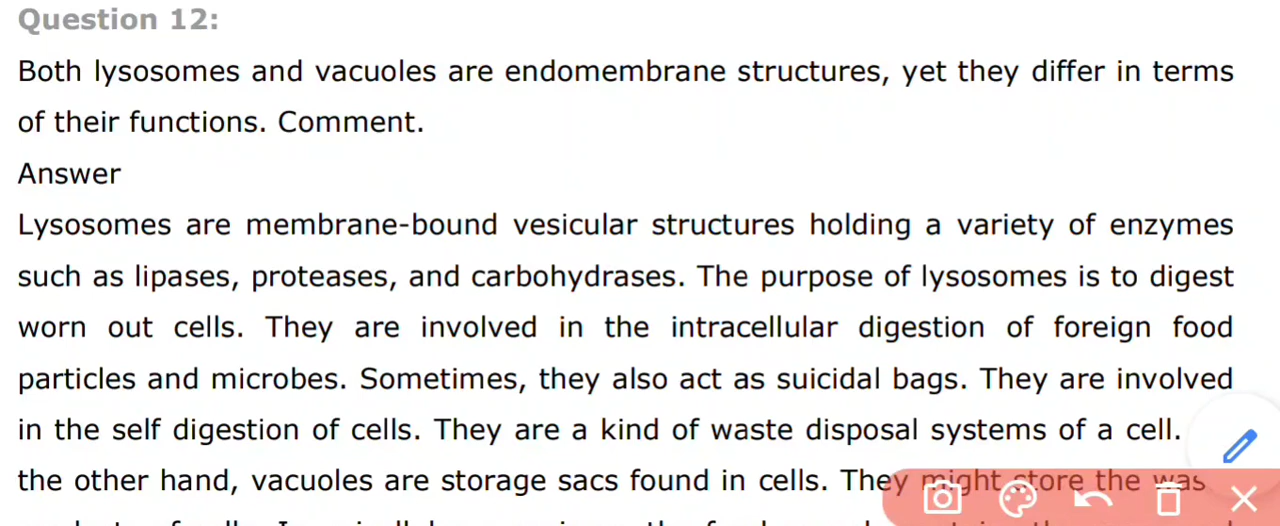 Question 12:
Both lysosomes and vacuoles are endomembrane structures, yet they differ in terms
of their functions. Comment.
Answer
Lysosomes are membrane-bound vesicular structures holding a variety of enzymes
such as lipases, proteases, and carbohydrases. The purpose of lysosomes is to digest
worn out cells. They are involved in the intracellular digestion of foreign food
particles and microbes. Sometimes, they also act as suicidal bags. They are involved
in the self digestion of cells. They are a kind of waste disposal systems of a cell.
the other hand, vacuoles are storage sacs found in cells. They might store the was